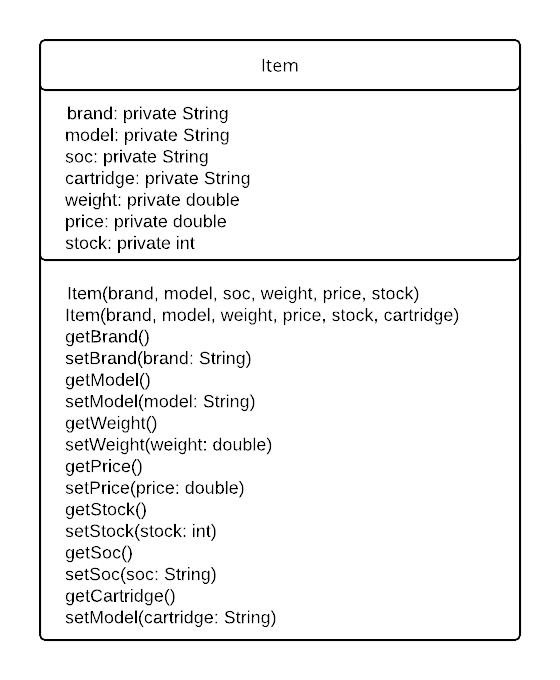 Item
brand: private String
model: private String
soc: private String
cartridge: private String
weight: private double
price: private double
stock: private int
Item(brand, model, soc, weight, price, stock)
Item(brand, model, weight, price, stock, cartridge)
getBrand()
setBrand(brand: String)
getModel()
setModel(model: String)
getWeight()
setWeight(weight: double)
getPrice()
setPrice(price: double)
getStock()
setStock(stock: int)
getSoc()
setSoc(soc: String)
getCartridge()
setModel(cartridge: String)